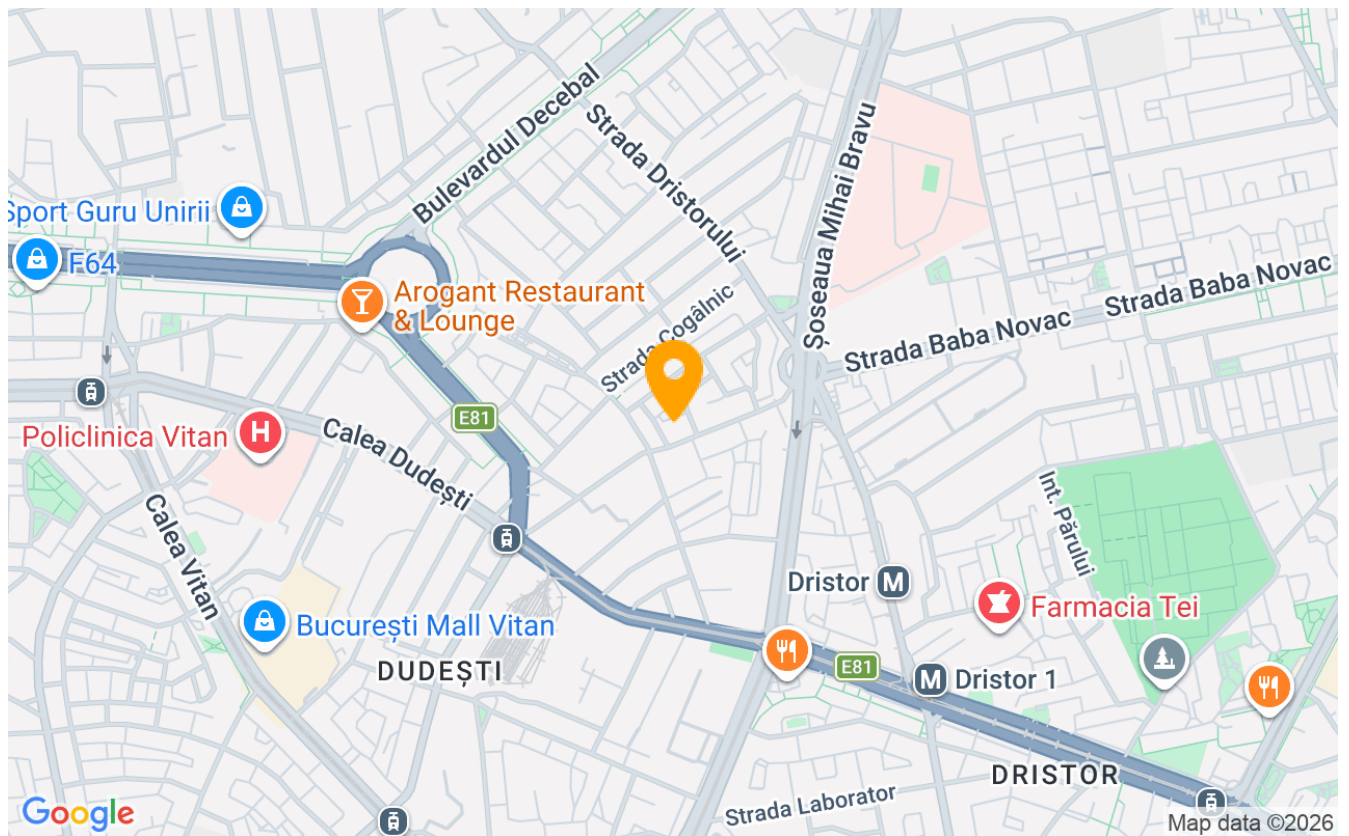 Bulevardul Decebal
Strada Dristorului
Șoseaua Mihai Bravu
Sport Guru Unirii
F64
Arogant Restaurant
& Lounge
Strada Cogâlnic
Strada Baba Novac
Strada Baba Novac
E81
Policlinica Vitan
H
Calea Dudești
Calea Vitan
Int. Părului
Dristor M
Farmacia Tei
București Mall Vitan
DUDEȘTI
E81
M Dristor 1
DRISTOR
Strada Laborator
Google
Map data ©2026